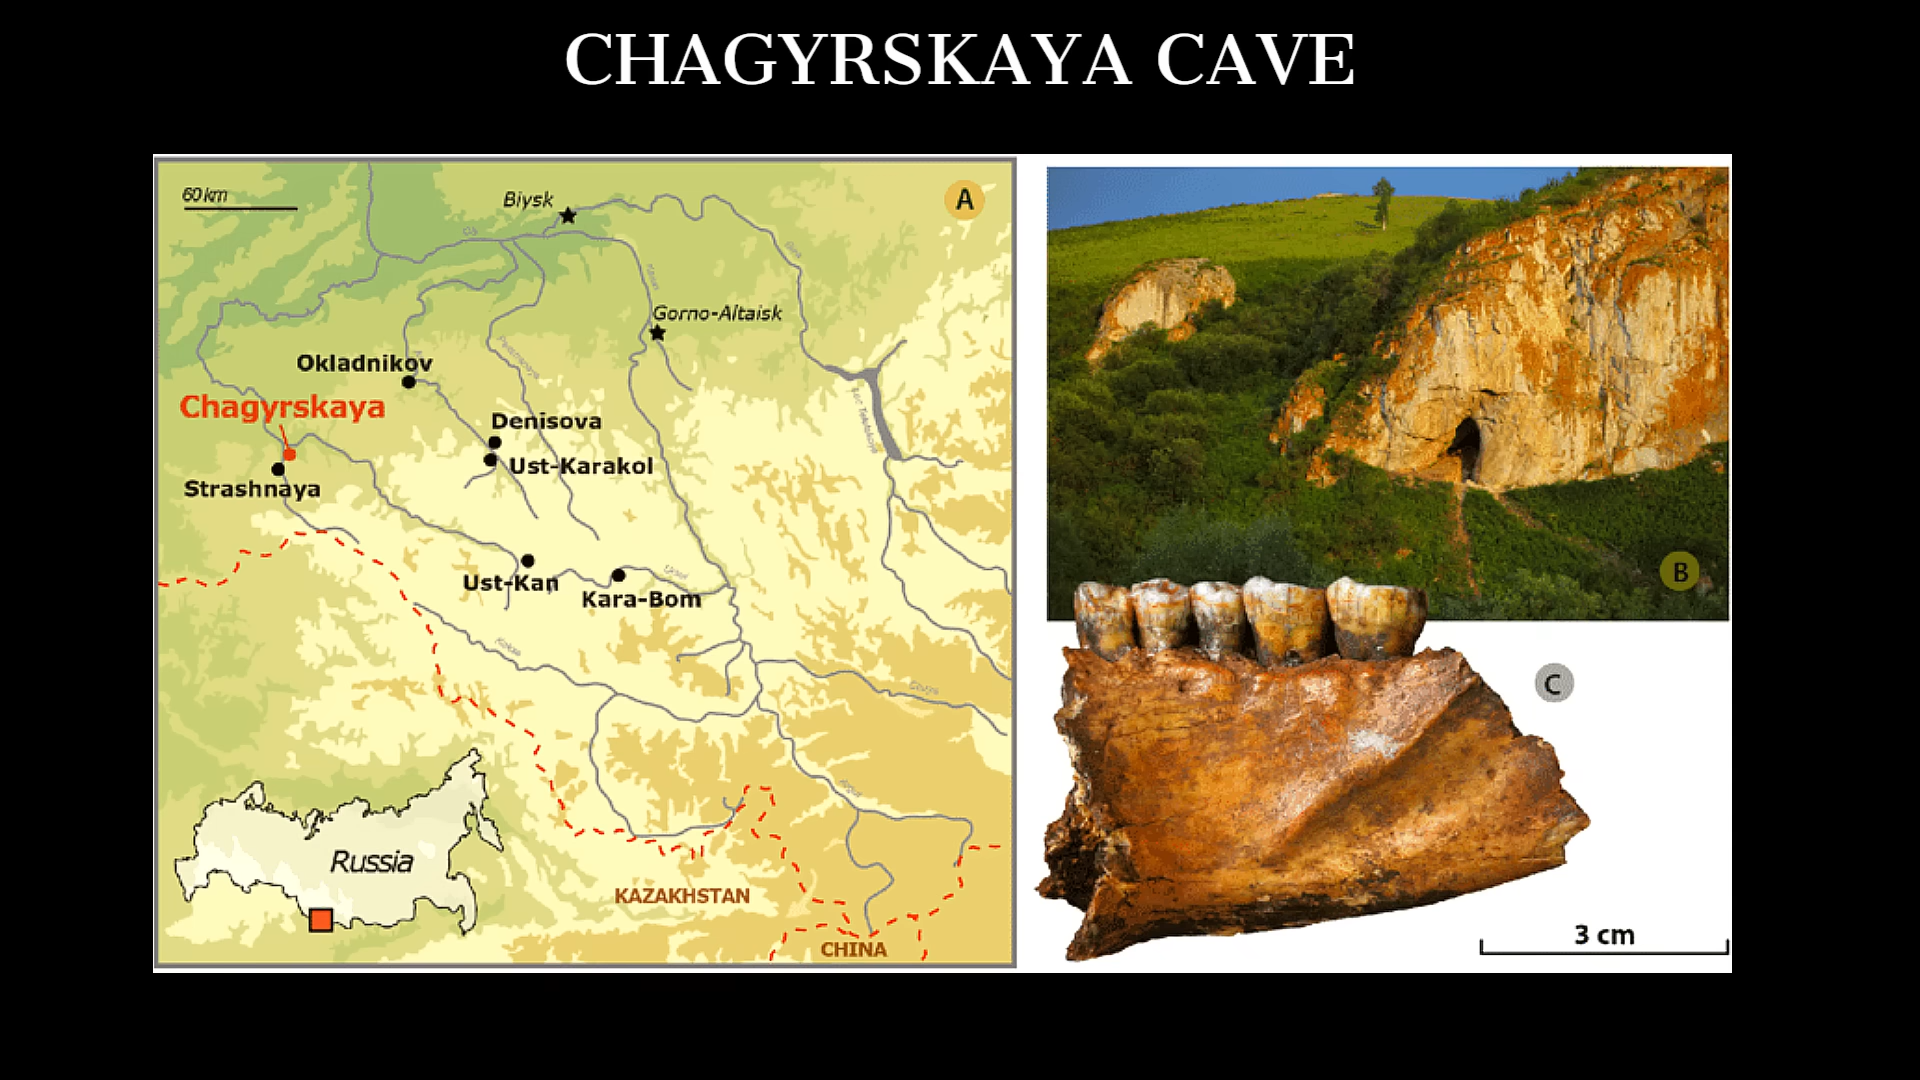 CHAGYRSKAYA CAVE
60 km
Biysk
A
Gorno-Altaisk
Okladnikov
Chagyrskaya
Denisova
Ust-Karakol
Strashnaya
Ust-Kan
Kara-Bom
Russia
KAZAKHSTAN
CHINA
B
C
3 cm